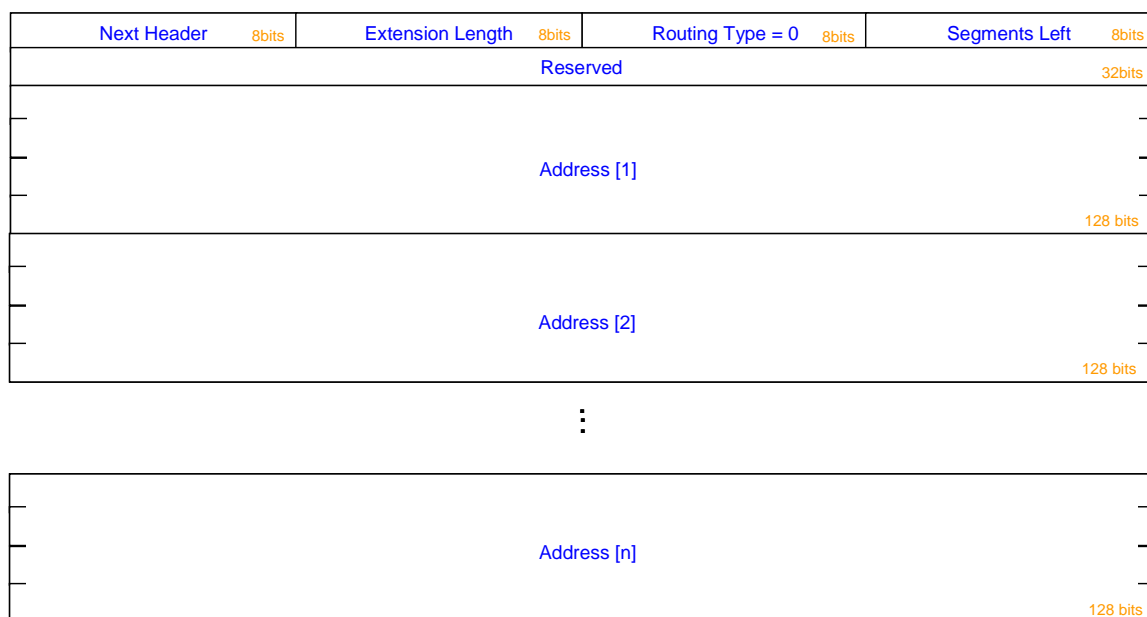 Next Header 8bits Extension Length 8bits Routing Type = 0 8bits Segments Left 8bits
Reserved 32bits
Address [1]
128 bits
Address [2]
128 bits
⋮
Address [n]
128 bits